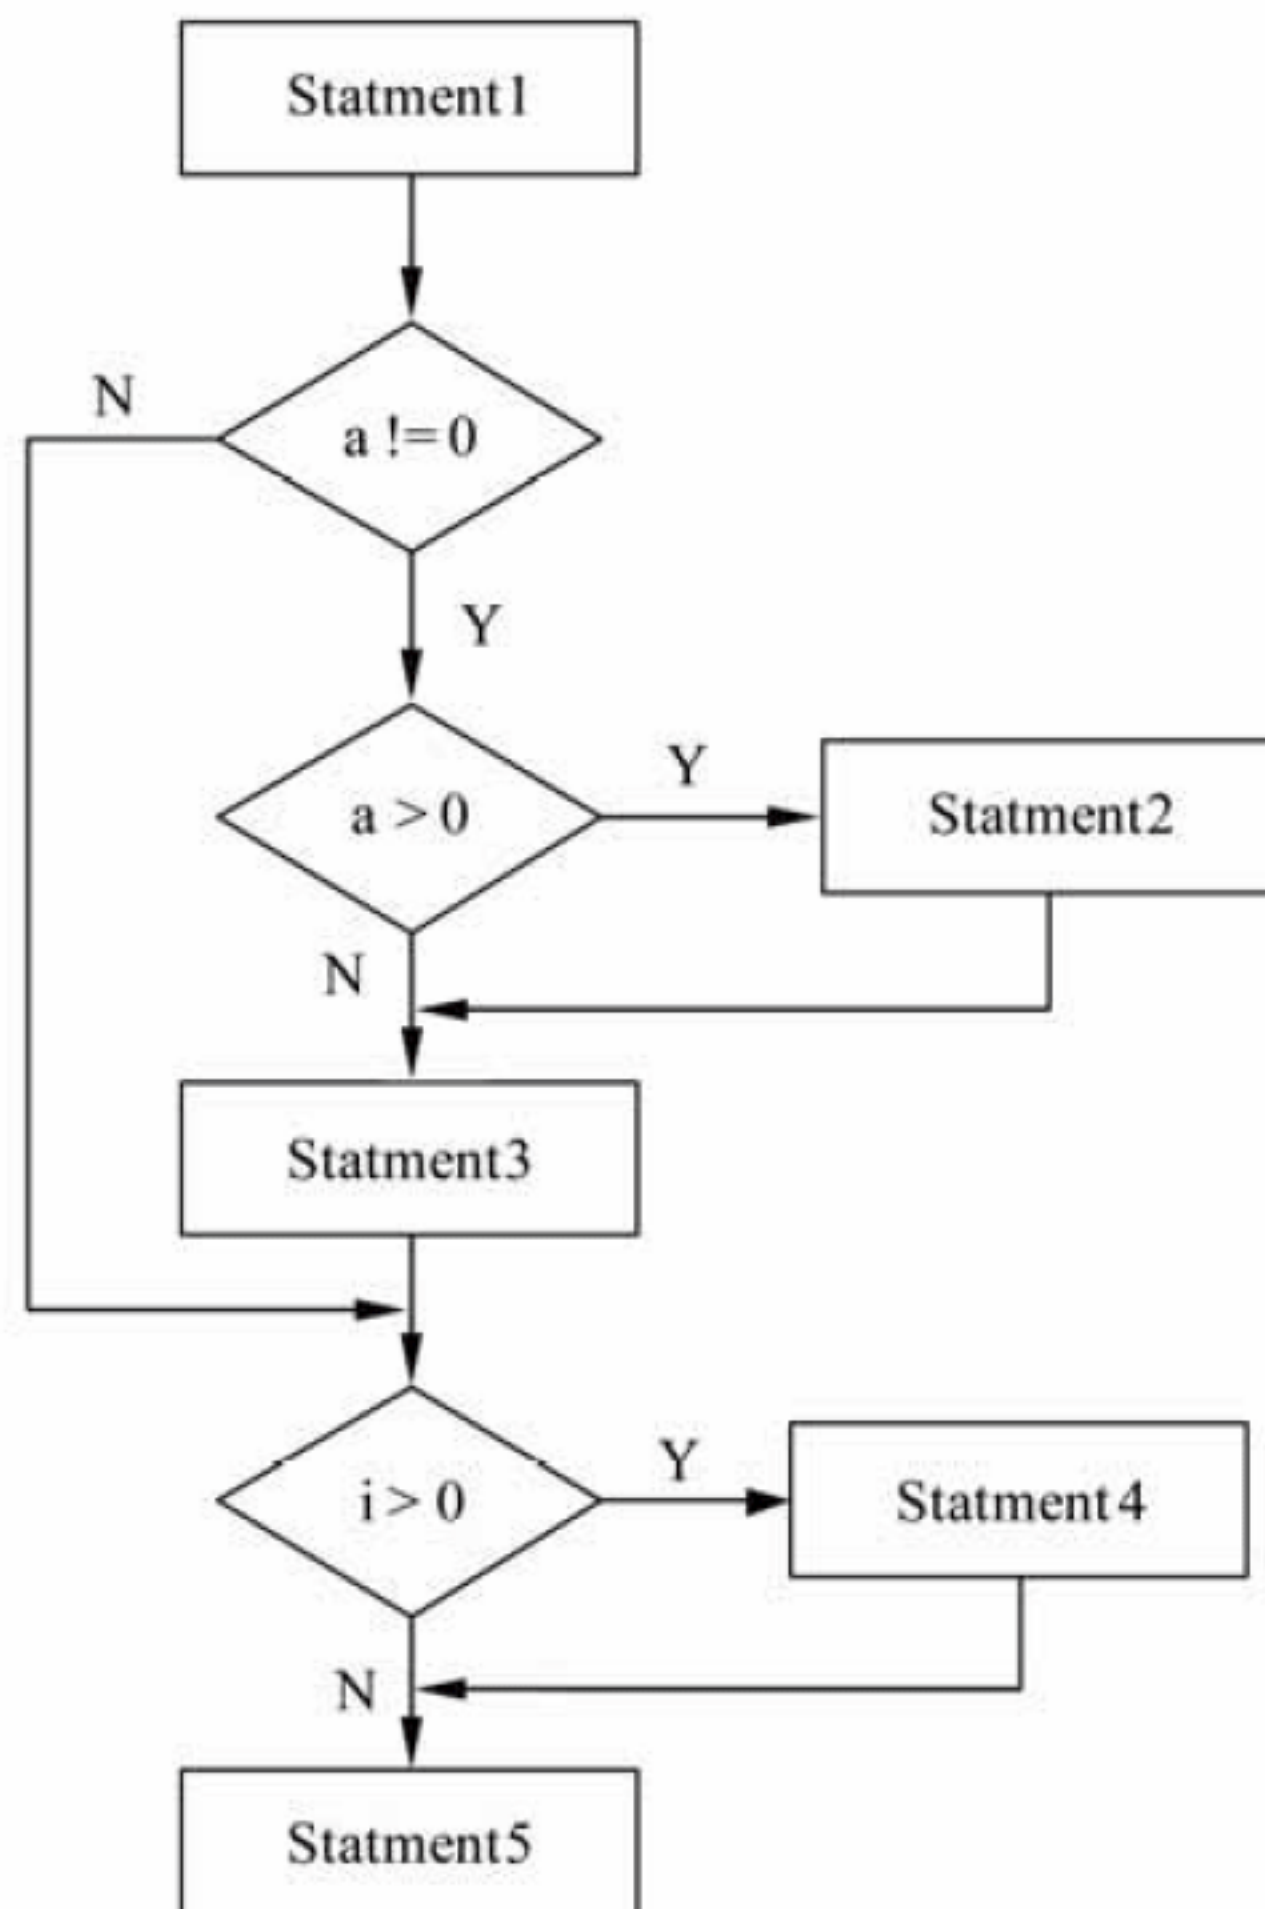 Statment1
N
a != 0
Y
a > 0
Y
Statment2
N
Statment3
i > 0
Y
Statment4
N
Statment5